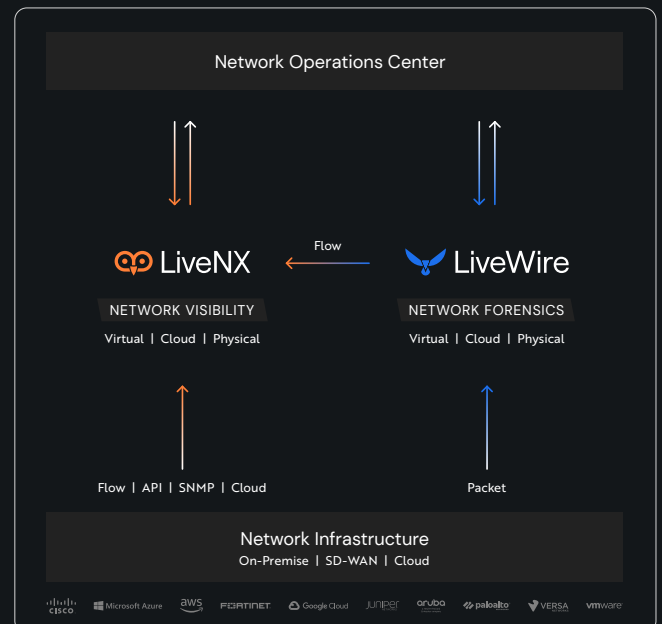 Network Operations Center
Flow
LiveNX
LiveWire
NETWORK VISIBILITY
NETWORK FORENSICS
Virtual | Cloud | Physical
Virtual | Cloud | Physical
Flow | API | SNMP | Cloud
Packet
Network Infrastructure
On-Premise | SD-WAN | Cloud
CISCO Microsoft Azure aws FORTINET Google Cloud JUNIPER aruba paloalto VERSA vmware